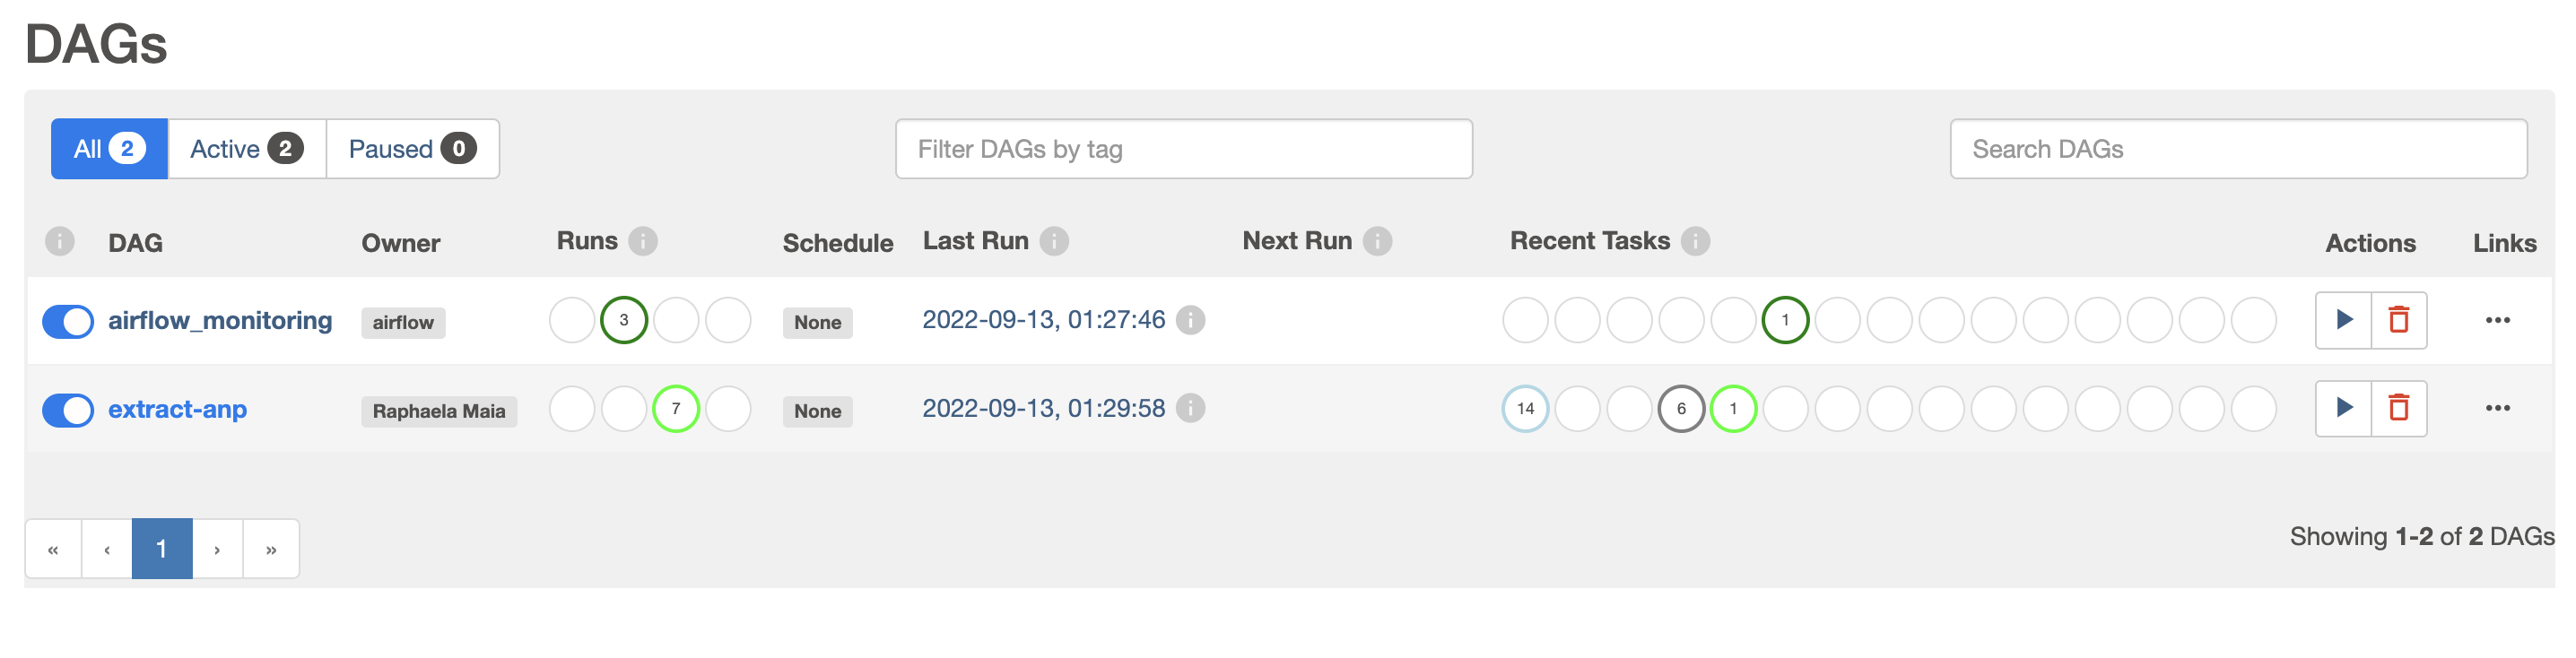 DAGs
All 2 Active 2 Paused 0 Filter DAGs by tag Search DAGs
i DAG Owner Runs i Schedule Last Run i Next Run i Recent Tasks i Actions Links
airflow_monitoring airflow 3 None 2022-09-13, 01:27:46 i 1 •••
extract-anp Raphaela Maia 7 None 2022-09-13, 01:29:58 i 14 6 1 •••
« ‹ 1 › » Showing 1-2 of 2 DAGs